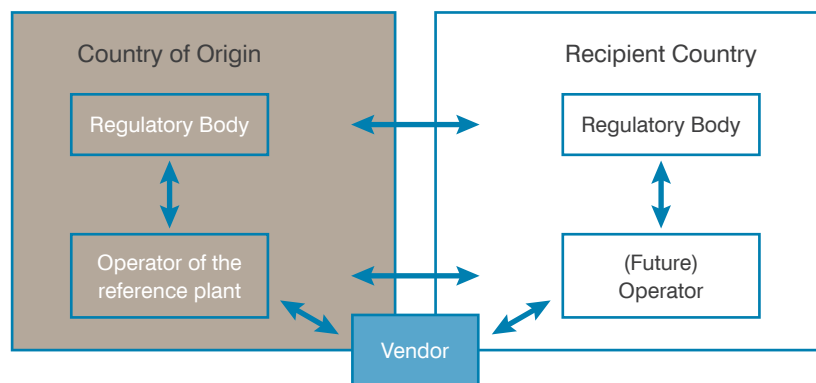 Country of Origin
Recipient Country
Regulatory Body
Regulatory Body
Operator of the
reference plant
(Future)
Operator
Vendor